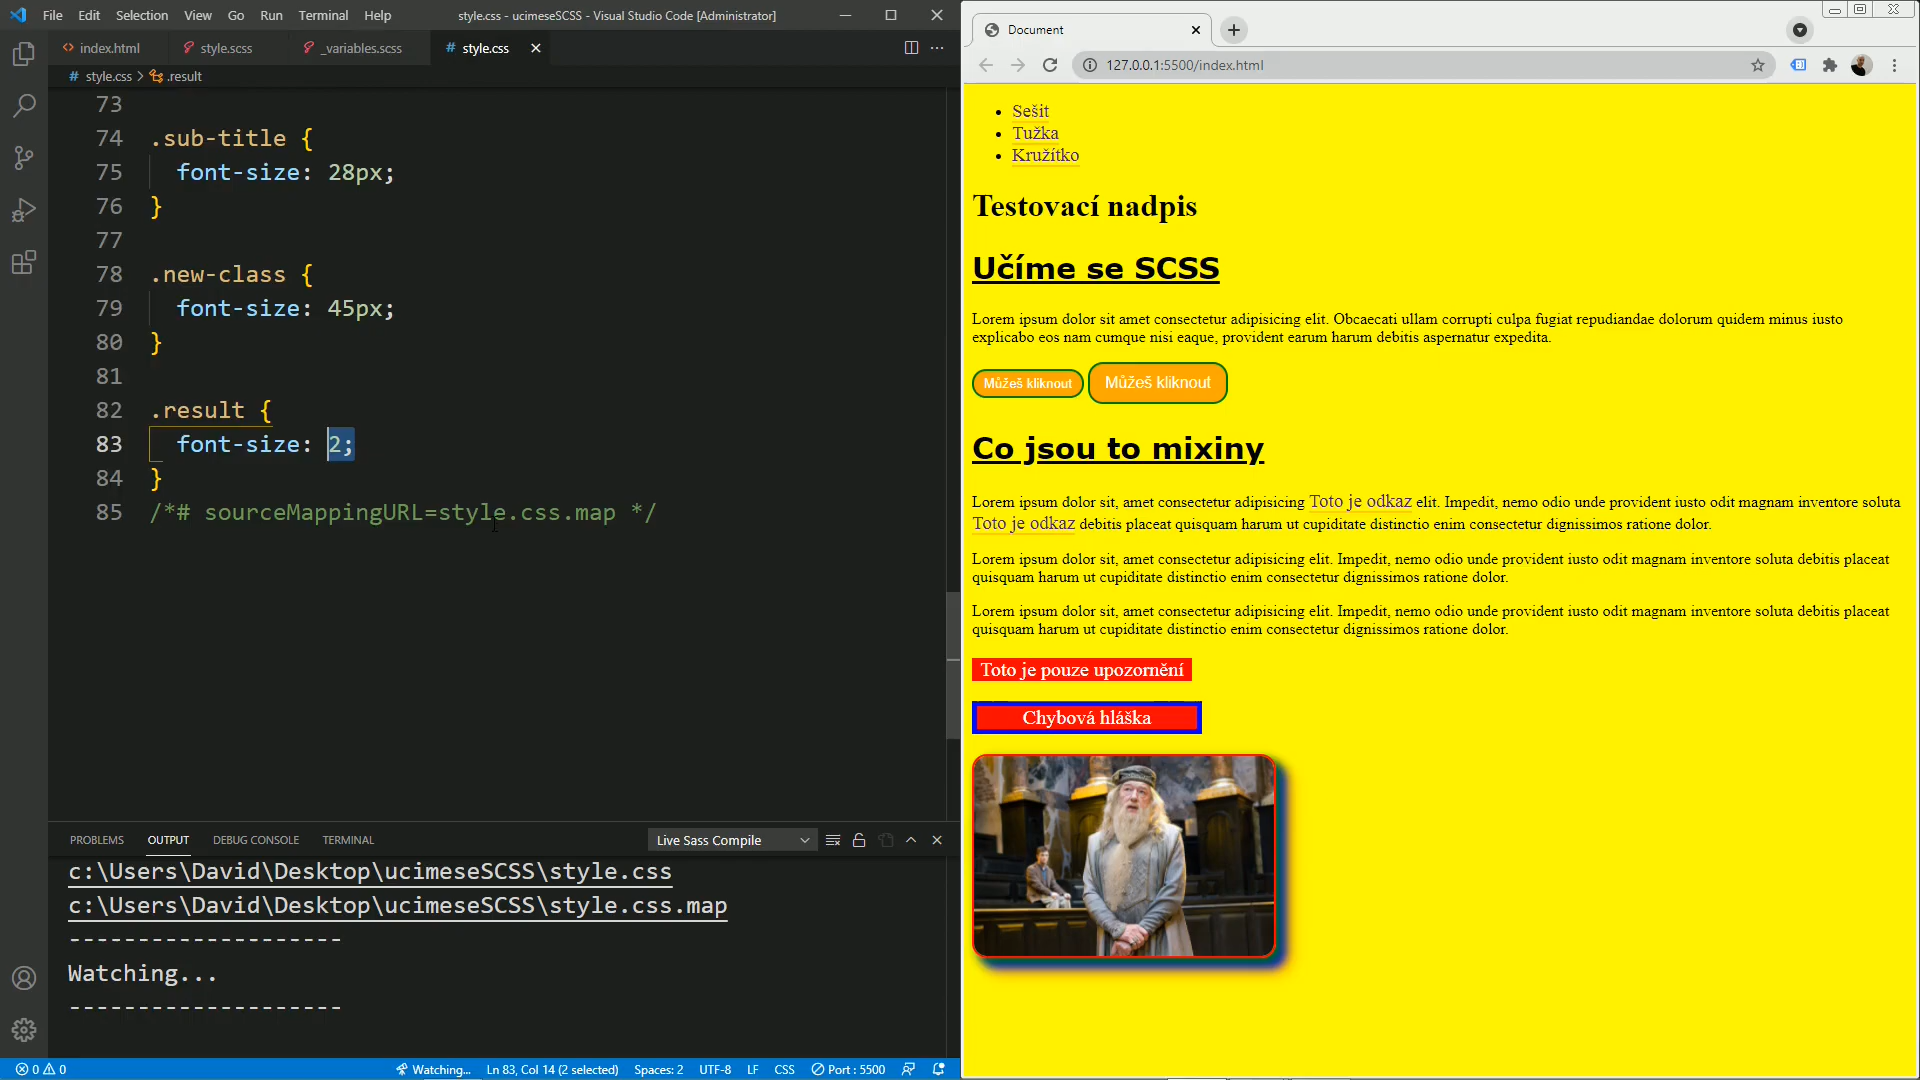 File Edit Selection View Go Run Terminal Help
style.css - ucimeseSCSS - Visual Studio Code [Administrator]
index.html style.scss _variables.scss # style.css
# style.css > .result
73
74 .sub-title {
75 font-size: 28px;
76 }
77
78 .new-class {
79 font-size: 45px;
80 }
81
82 .result {
83 font-size: 2;
84 }
85 /*# sourceMappingURL=style.css.map */
PROBLEMS OUTPUT DEBUG CONSOLE TERMINAL Live Sass Compile
c:\Users\David\Desktop\ucimeseSCSS\style.css
c:\Users\David\Desktop\ucimeseSCSS\style.css.map
--------------------
Watching...
--------------------
0 0 Watching... Ln 83, Col 14 (2 selected) Spaces: 2 UTF-8 LF CSS Port : 5500
Document
127.0.0.1:5500/index.html
Sešit
Tužka
Kružítko
Testovací nadpis
Učíme se SCSS
Lorem ipsum dolor sit amet consectetur adipisicing elit. Obcaecati ullam corrupti culpa fugiat repudiandae dolorum quidem minus iusto
explicabo eos nam cumque nisi eaque, provident earum harum debitis aspernatur expedita.
Můžeš kliknout Můžeš kliknout
Co jsou to mixiny
Lorem ipsum dolor sit, amet consectetur adipisicing Toto je odkaz elit. Impedit, nemo odio unde provident iusto odit magnam inventore soluta
Toto je odkaz debitis placeat quisquam harum ut cupiditate distinctio enim consectetur dignissimos ratione dolor.
Lorem ipsum dolor sit, amet consectetur adipisicing elit. Impedit, nemo odio unde provident iusto odit magnam inventore soluta debitis placeat
quisquam harum ut cupiditate distinctio enim consectetur dignissimos ratione dolor.
Lorem ipsum dolor sit, amet consectetur adipisicing elit. Impedit, nemo odio unde provident iusto odit magnam inventore soluta debitis placeat
quisquam harum ut cupiditate distinctio enim consectetur dignissimos ratione dolor.
Toto je pouze upozornění
Chybová hláška